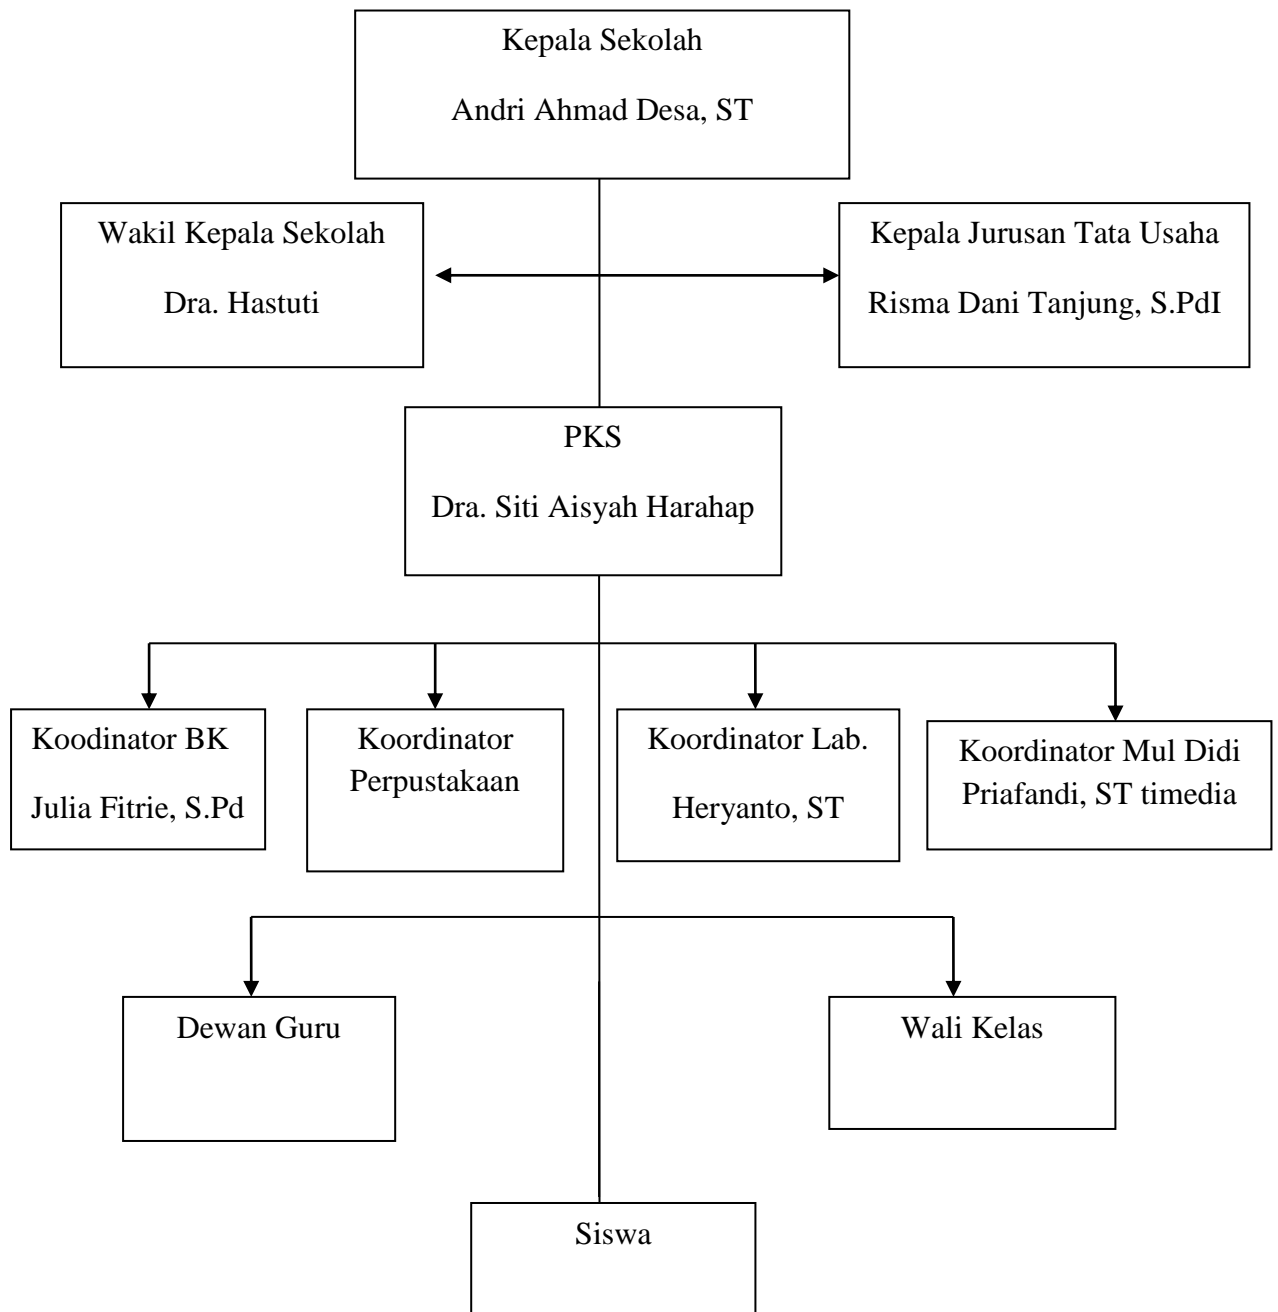 Kepala Sekolah
Andri Ahmad Desa, ST
Wakil Kepala Sekolah
Dra. Hastuti
Kepala Jurusan Tata Usaha
Risma Dani Tanjung, S.PdI
PKS
Dra. Siti Aisyah Harahap
Koodinator BK
Julia Fitrie, S.Pd
Koordinator
Perpustakaan
Koordinator Lab.
Heryanto, ST
Koordinator Mul Didi
Priafandi, ST timedia
Dewan Guru
Wali Kelas
Siswa